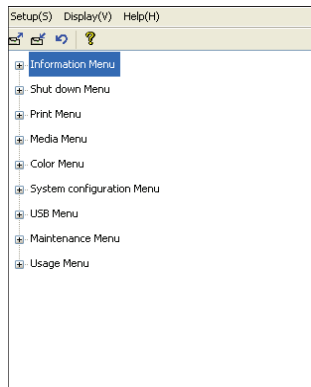 Setup(S) Display(V) Help(H)
Information Menu
Shut down Menu
Print Menu
Media Menu
Color Menu
System configuration Menu
USB Menu
Maintenance Menu
Usage Menu